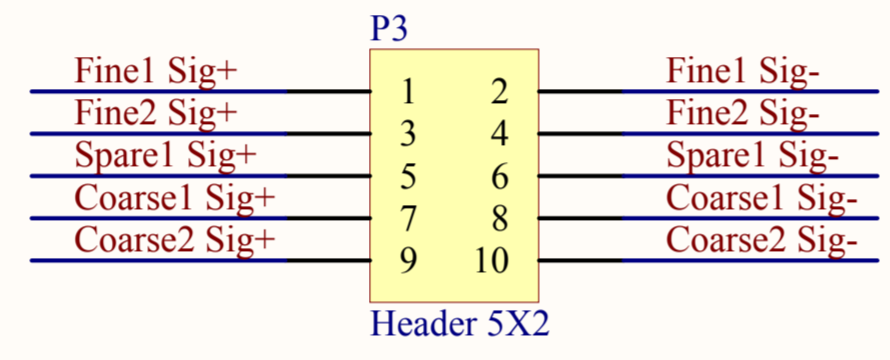 P3
Fine1 Sig+ 1 2 Fine1 Sig-
Fine2 Sig+ 3 4 Fine2 Sig-
Spare1 Sig+ 5 6 Spare1 Sig-
Coarse1 Sig+ 7 8 Coarse1 Sig-
Coarse2 Sig+ 9 10 Coarse2 Sig-
Header 5X2